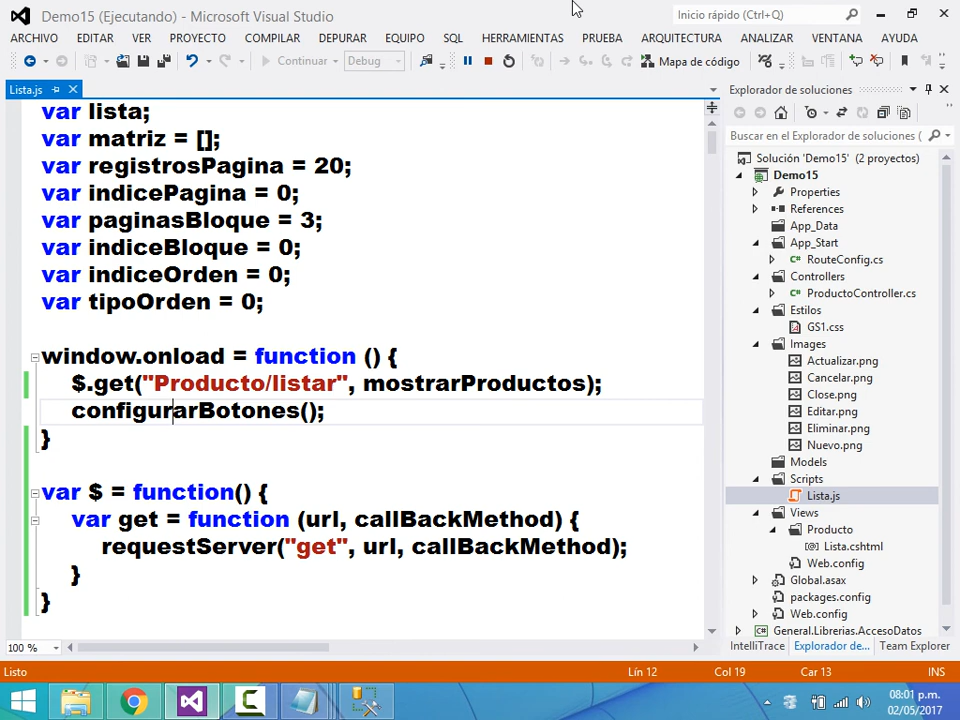 Demo15 (Ejecutando) - Microsoft Visual Studio
Inicio rápido (Ctrl+Q)
ARCHIVO EDITAR VER PROYECTO COMPILAR DEPURAR EQUIPO SQL HERRAMIENTAS PRUEBA ARQUITECTURA ANALIZAR VENTANA AYUDA
Continuar Debug Mapa de código
Lista.js
var lista;
var matriz = [];
var registrosPagina = 20;
var indicePagina = 0;
var paginasBloque = 3;
var indiceBloque = 0;
var indiceOrden = 0;
var tipoOrden = 0;
window.onload = function () {
$.get("Producto/listar", mostrarProductos);
configurarBotones();
}
var $ = function() {
var get = function (url, callBackMethod) {
requestServer("get", url, callBackMethod);
}
}
100 %
Explorador de soluciones
Buscar en el Explorador de soluciones (
Solución 'Demo15' (2 proyectos)
Demo15
Properties
References
App_Data
App_Start
RouteConfig.cs
Controllers
ProductoController.cs
Estilos
GS1.css
Images
Actualizar.png
Cancelar.png
Close.png
Editar.png
Eliminar.png
Nuevo.png
Models
Scripts
Lista.js
Views
Producto
Lista.cshtml
Web.config
Global.asax
packages.config
Web.config
General.Librerias.AccesoDatos
IntelliTrace Explorador de... Team Explorer
Listo Lín 12 Col 19 Car 13 INS
08:01 p.m.
02/05/2017